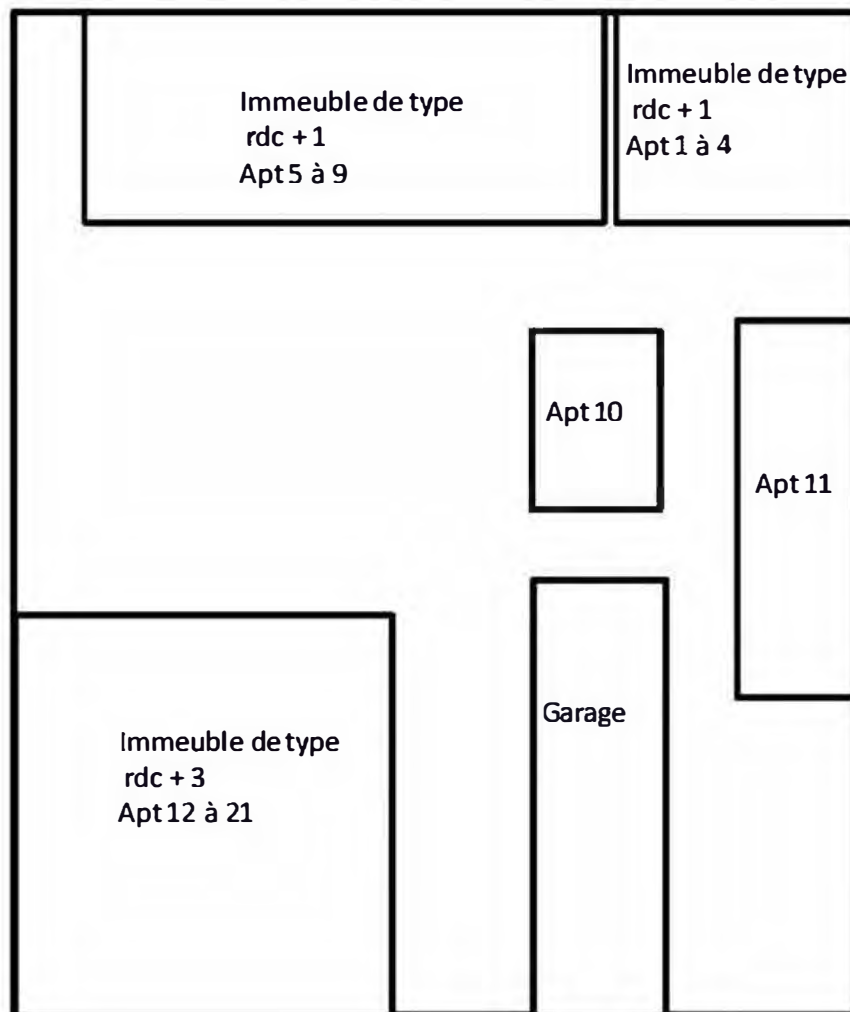 Immeuble de type
rdc + 1
Apt 5 à 9
Immeuble de type
rdc + 1
Apt 1 à 4
Apt 10
Apt 11
Garage
Immeuble de type
rdc + 3
Apt 12 à 21